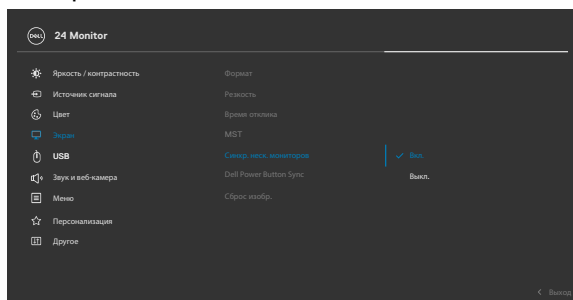 DELL 24 Monitor
Яркость / контрастность
Формат
Источник сигнала
Резкость
Цвет
Время отклика
Экран
MST
USB
Синхр. неск. мониторов
Вкл.
Звук и веб-камера
Dell Power Button Sync
Выкл.
Меню
Сброс изобр.
Персонализация
Другое
Выход